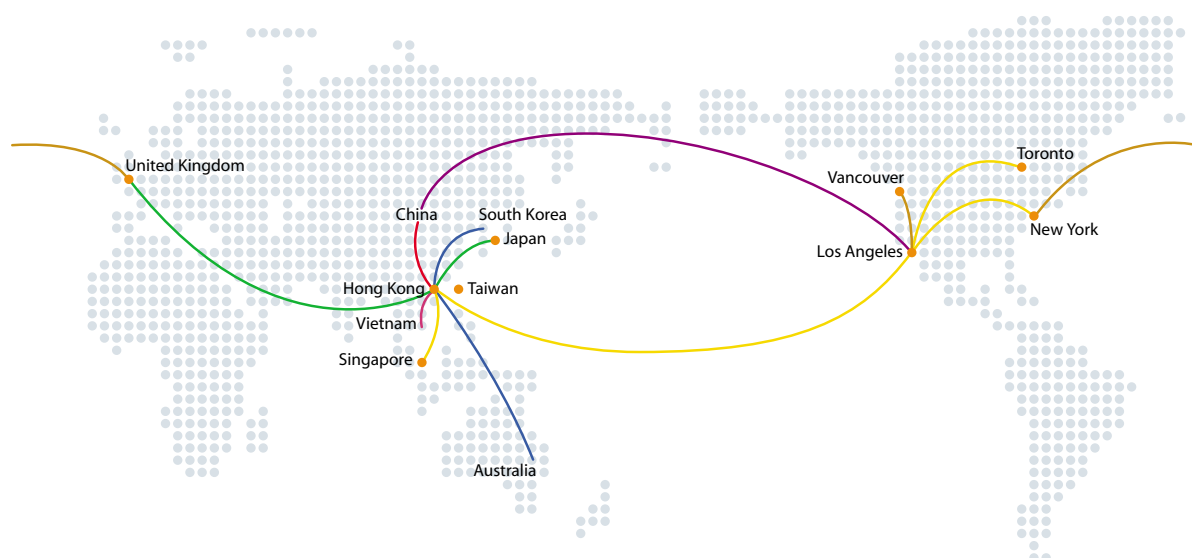 Toronto
United Kingdom
Vancouver
China
South Korea
New York
Japan
Los Angeles
Hong Kong
Taiwan
Vietnam
Singapore
Australia